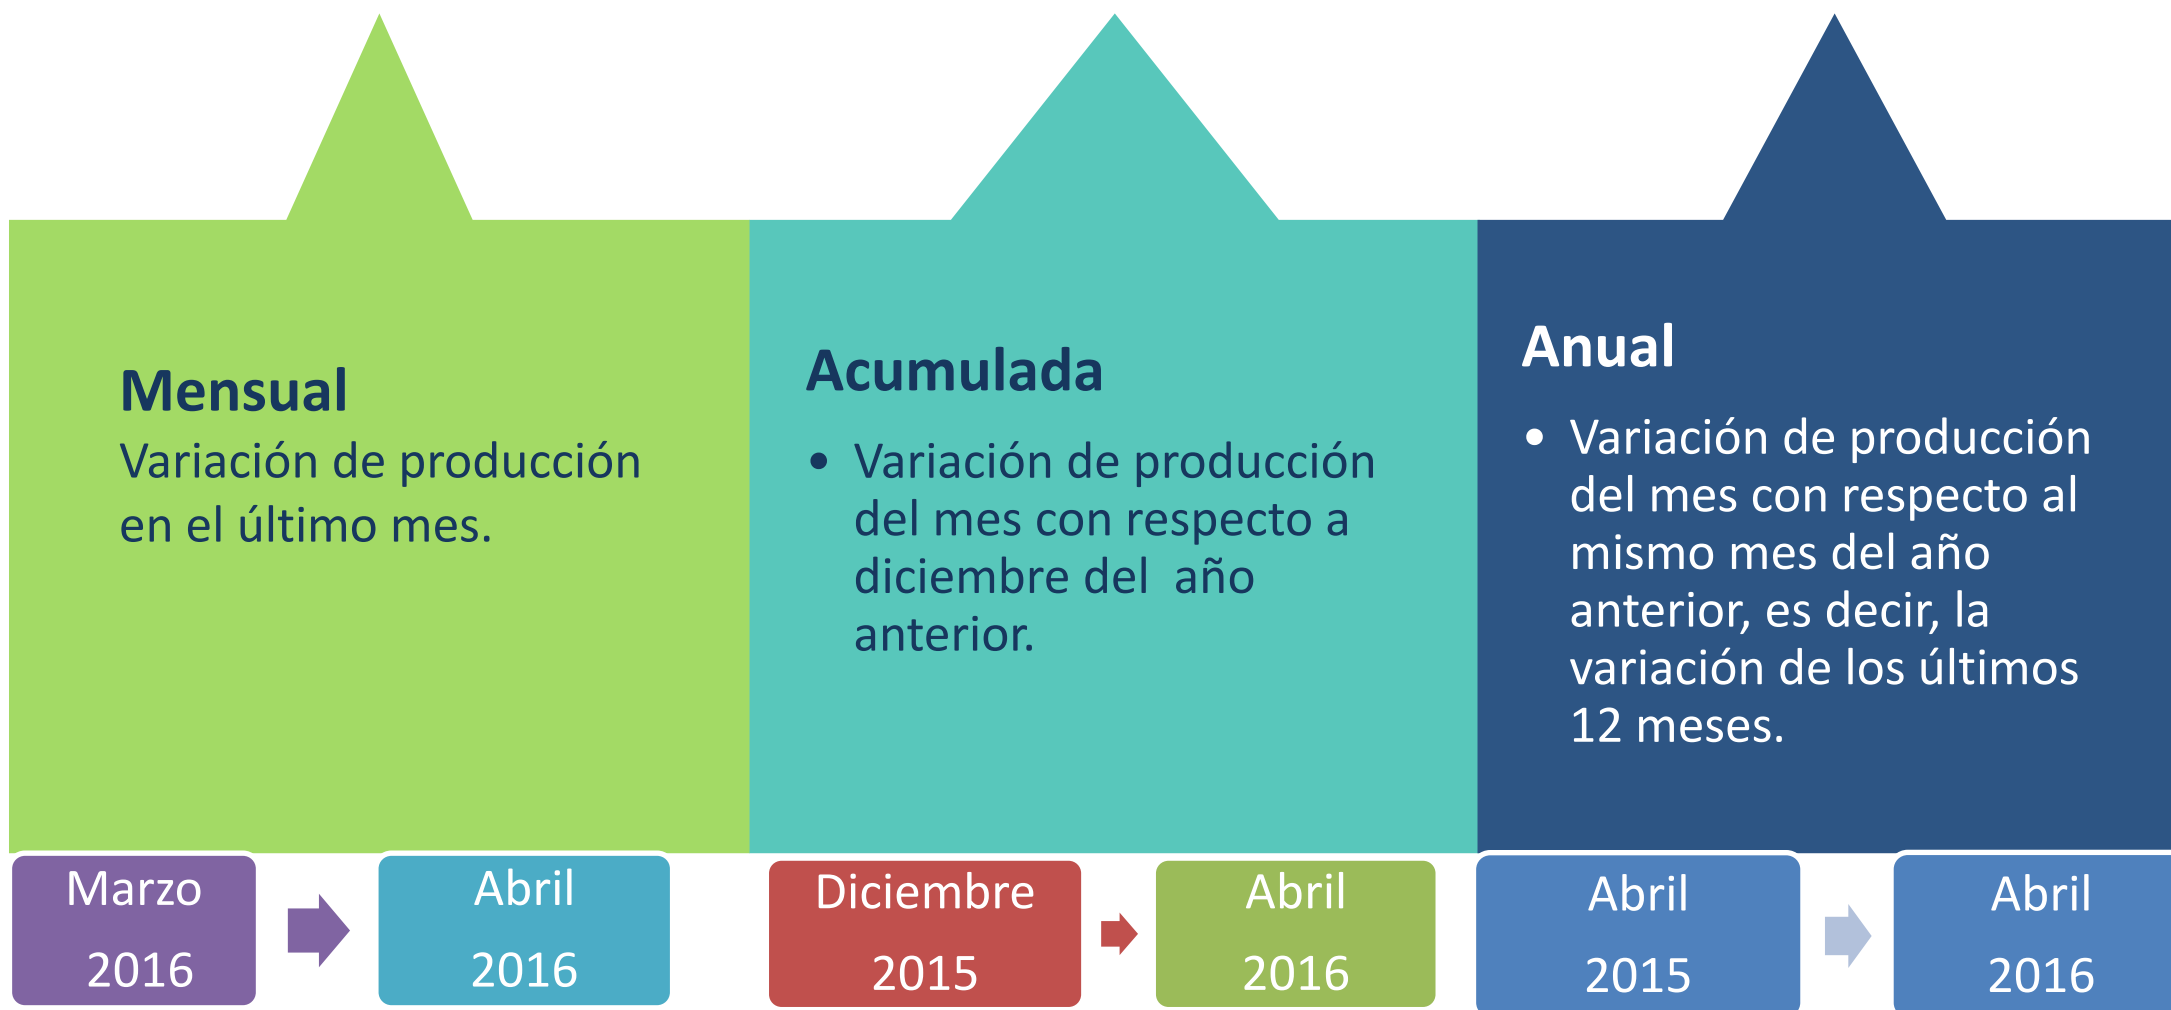 Mensual
Variación de producción
en el último mes.
Acumulada
• Variación de producción
del mes con respecto a
diciembre del año
anterior.
Anual
• Variación de producción
del mes con respecto al
mismo mes del año
anterior, es decir, la
variación de los últimos
12 meses.
Marzo
2016
Abril
2016
Diciembre
2015
Abril
2016
Abril
2015
Abril
2016